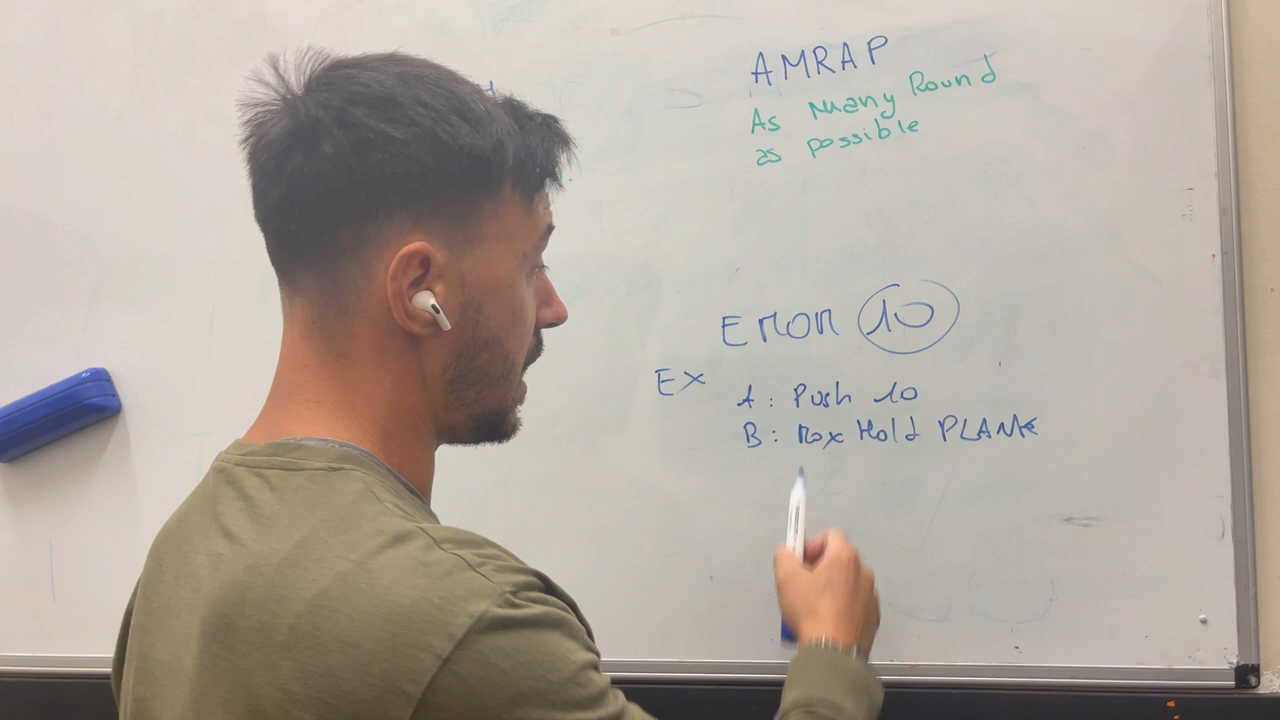 AMRAP
As many Round
as possible
EMOM 10
EX
A: Push 10
B: Max Hold PLANK